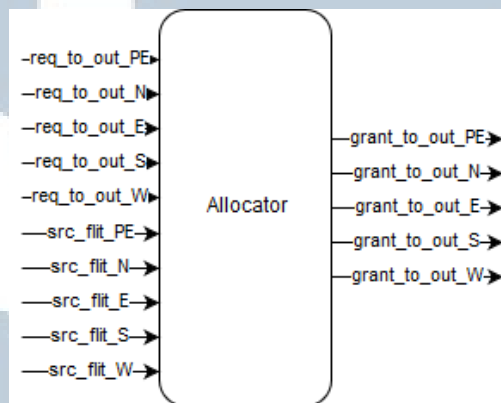 req_to_out_PE
req_to_out_N
req_to_out_E
req_to_out_S
req_to_out_W
src_flit_PE
src_flit_N
src_flit_E
src_flit_S
src_flit_W
Allocator
grant_to_out_PE
grant_to_out_N
grant_to_out_E
grant_to_out_S
grant_to_out_W